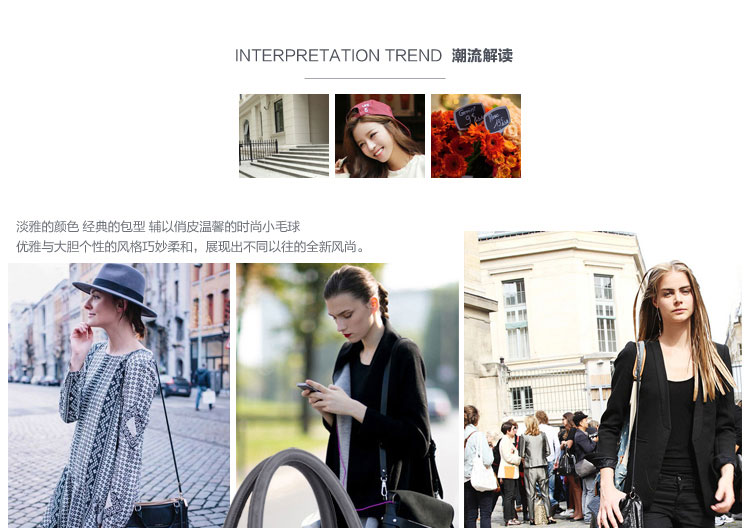 INTERPRETATION TREND 潮流解读
淡雅的颜色 经典的包型 辅以俏皮温馨的时尚小毛球
优雅与大胆个性的风格巧妙柔和，展现出不同以往的全新风尚。